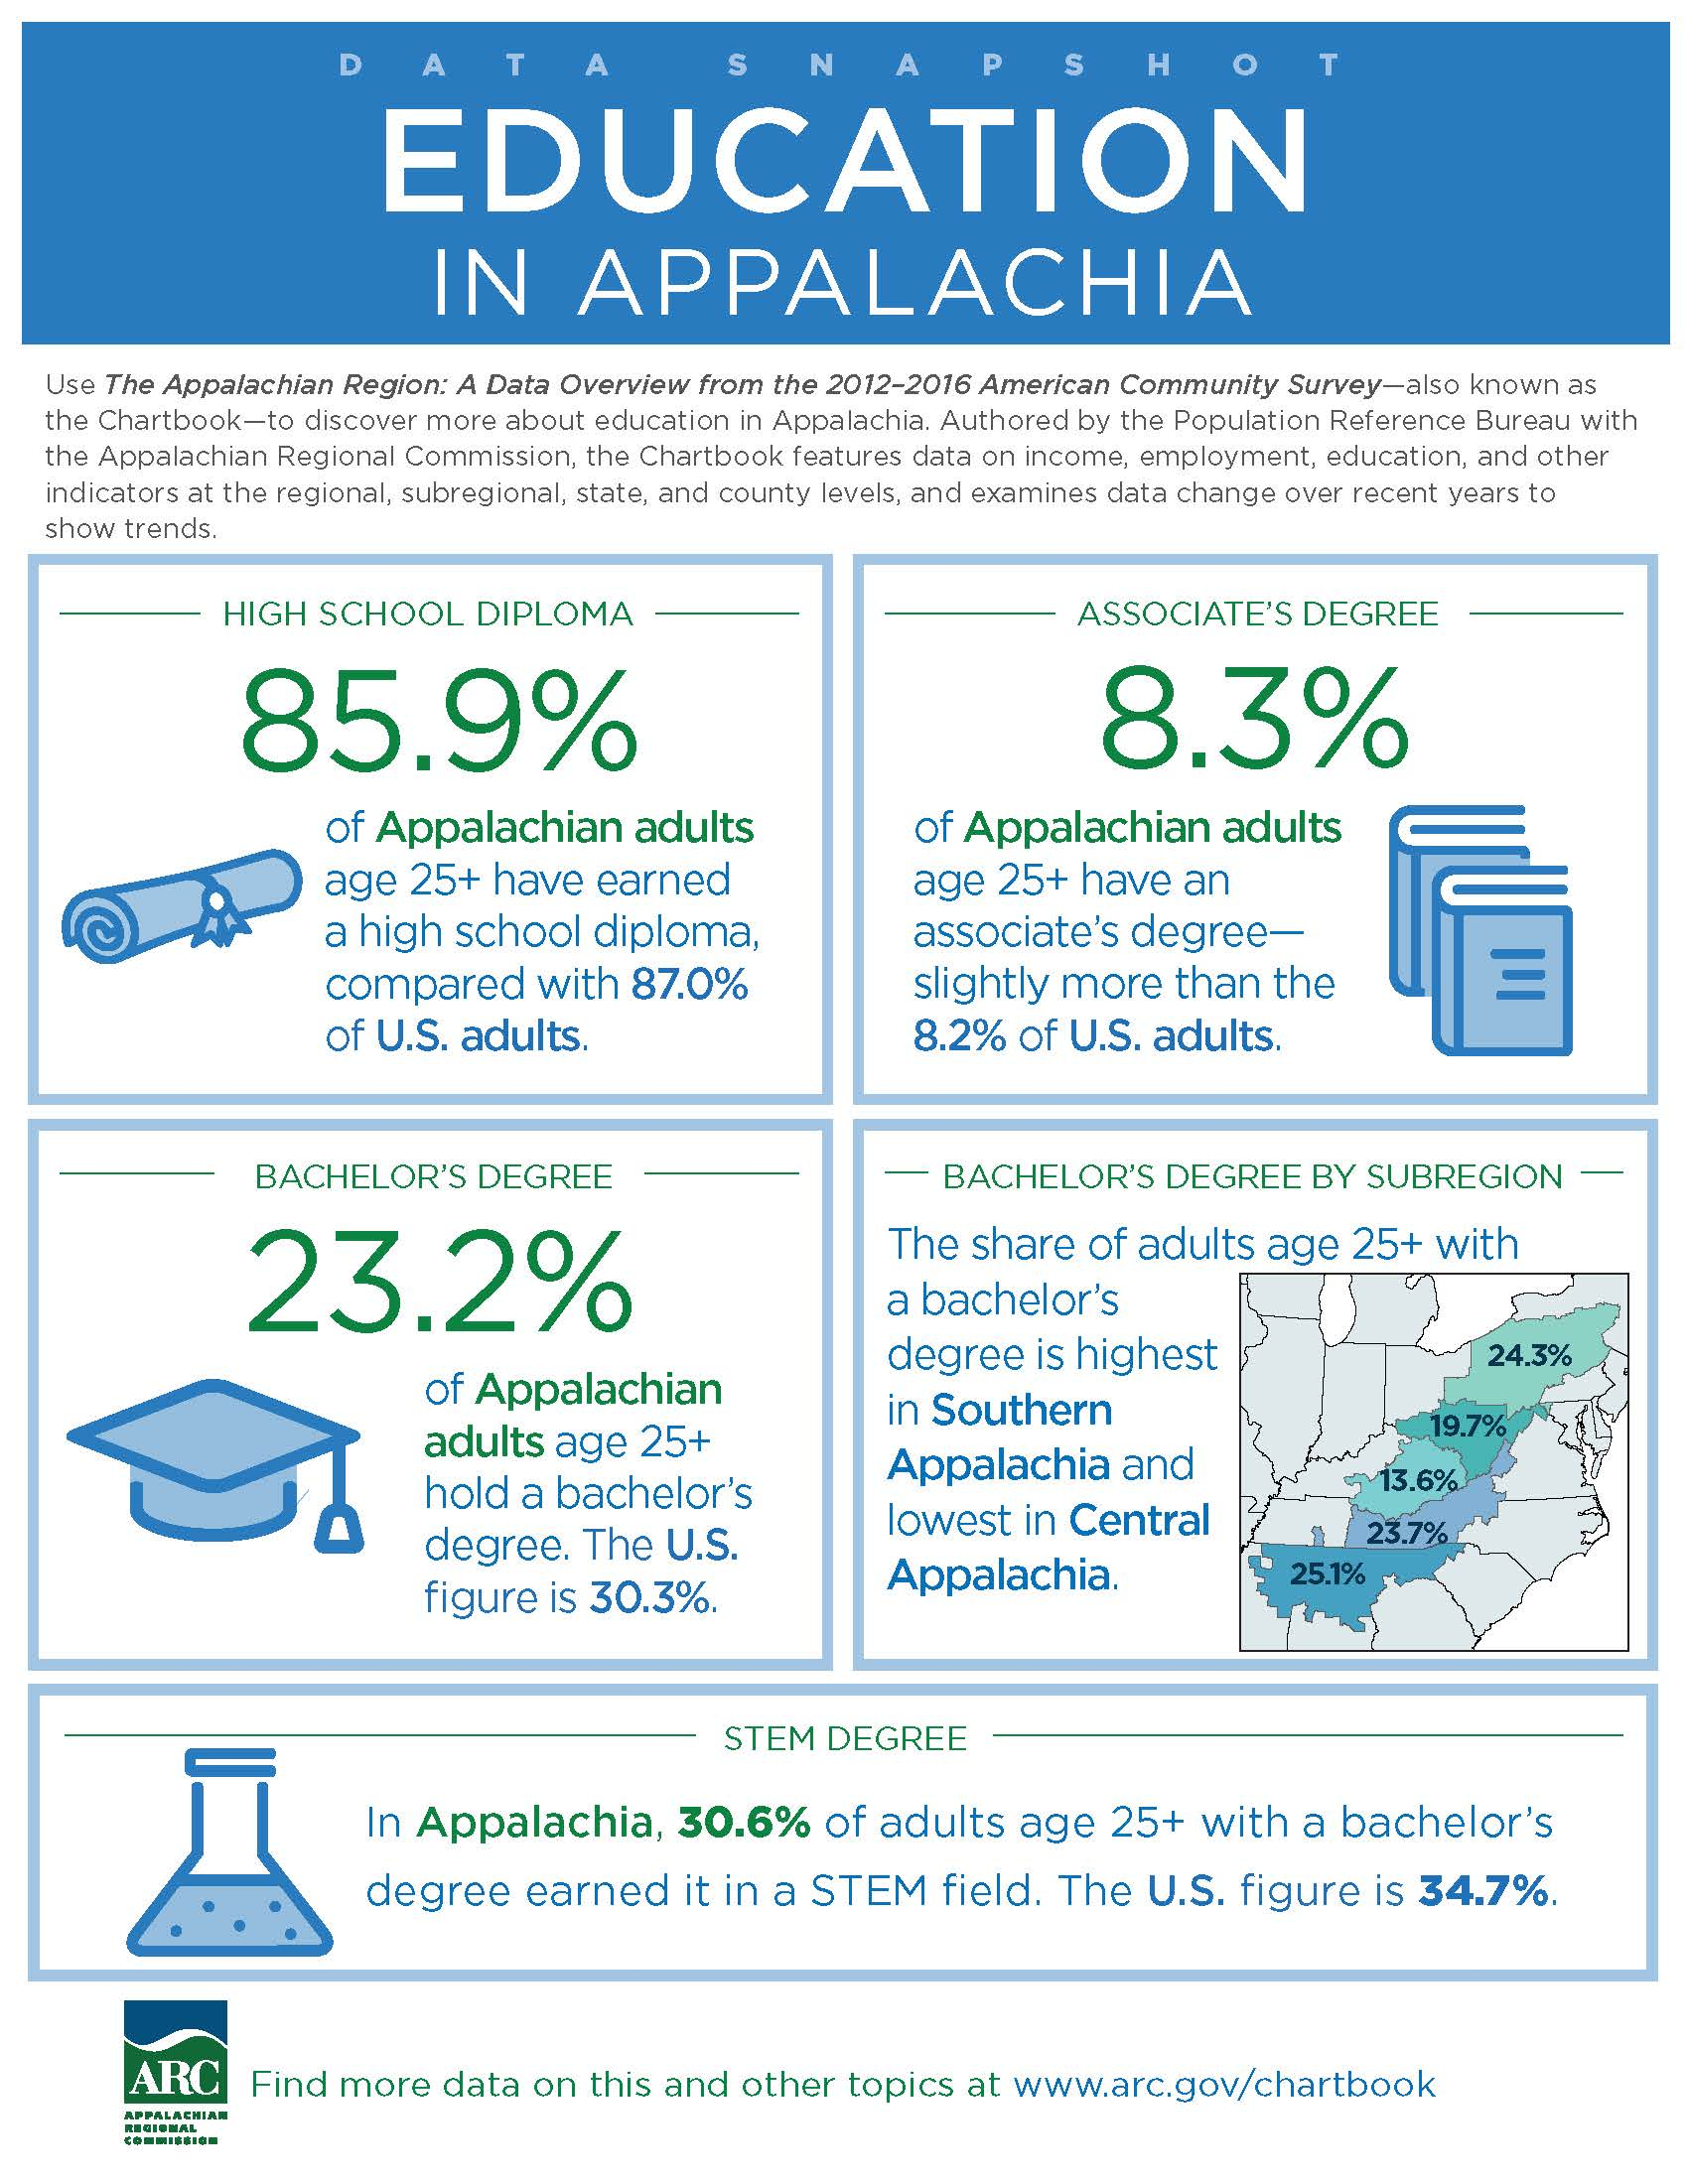 DATA SNAPSHOT
EDUCATION
IN APPALACHIA
Use The Appalachian Region: A Data Overview from the 2012–2016 American Community Survey—also known as
the Chartbook—to discover more about education in Appalachia. Authored by the Population Reference Bureau with
the Appalachian Regional Commission, the Chartbook features data on income, employment, education, and other
indicators at the regional, subregional, state, and county levels, and examines data change over recent years to
show trends.
HIGH SCHOOL DIPLOMA
85.9%
of Appalachian adults
age 25+ have earned
a high school diploma,
compared with 87.0%
of U.S. adults.
ASSOCIATE'S DEGREE
8.3%
of Appalachian adults
age 25+ have an
associate's degree—
slightly more than the
8.2% of U.S. adults.
BACHELOR'S DEGREE
23.2%
of Appalachian
adults age 25+
hold a bachelor's
degree. The U.S.
figure is 30.3%.
BACHELOR'S DEGREE BY SUBREGION
The share of adults age 25+ with
a bachelor's
degree is highest
in Southern
Appalachia and
lowest in Central
Appalachia.
24.3%
19.7%
13.6%
23.7%
25.1%
STEM DEGREE
In Appalachia, 30.6% of adults age 25+ with a bachelor's
degree earned it in a STEM field. The U.S. figure is 34.7%.
ARC
APPALACHIAN
REGIONAL
COMMISSION
Find more data on this and other topics at www.arc.gov/chartbook